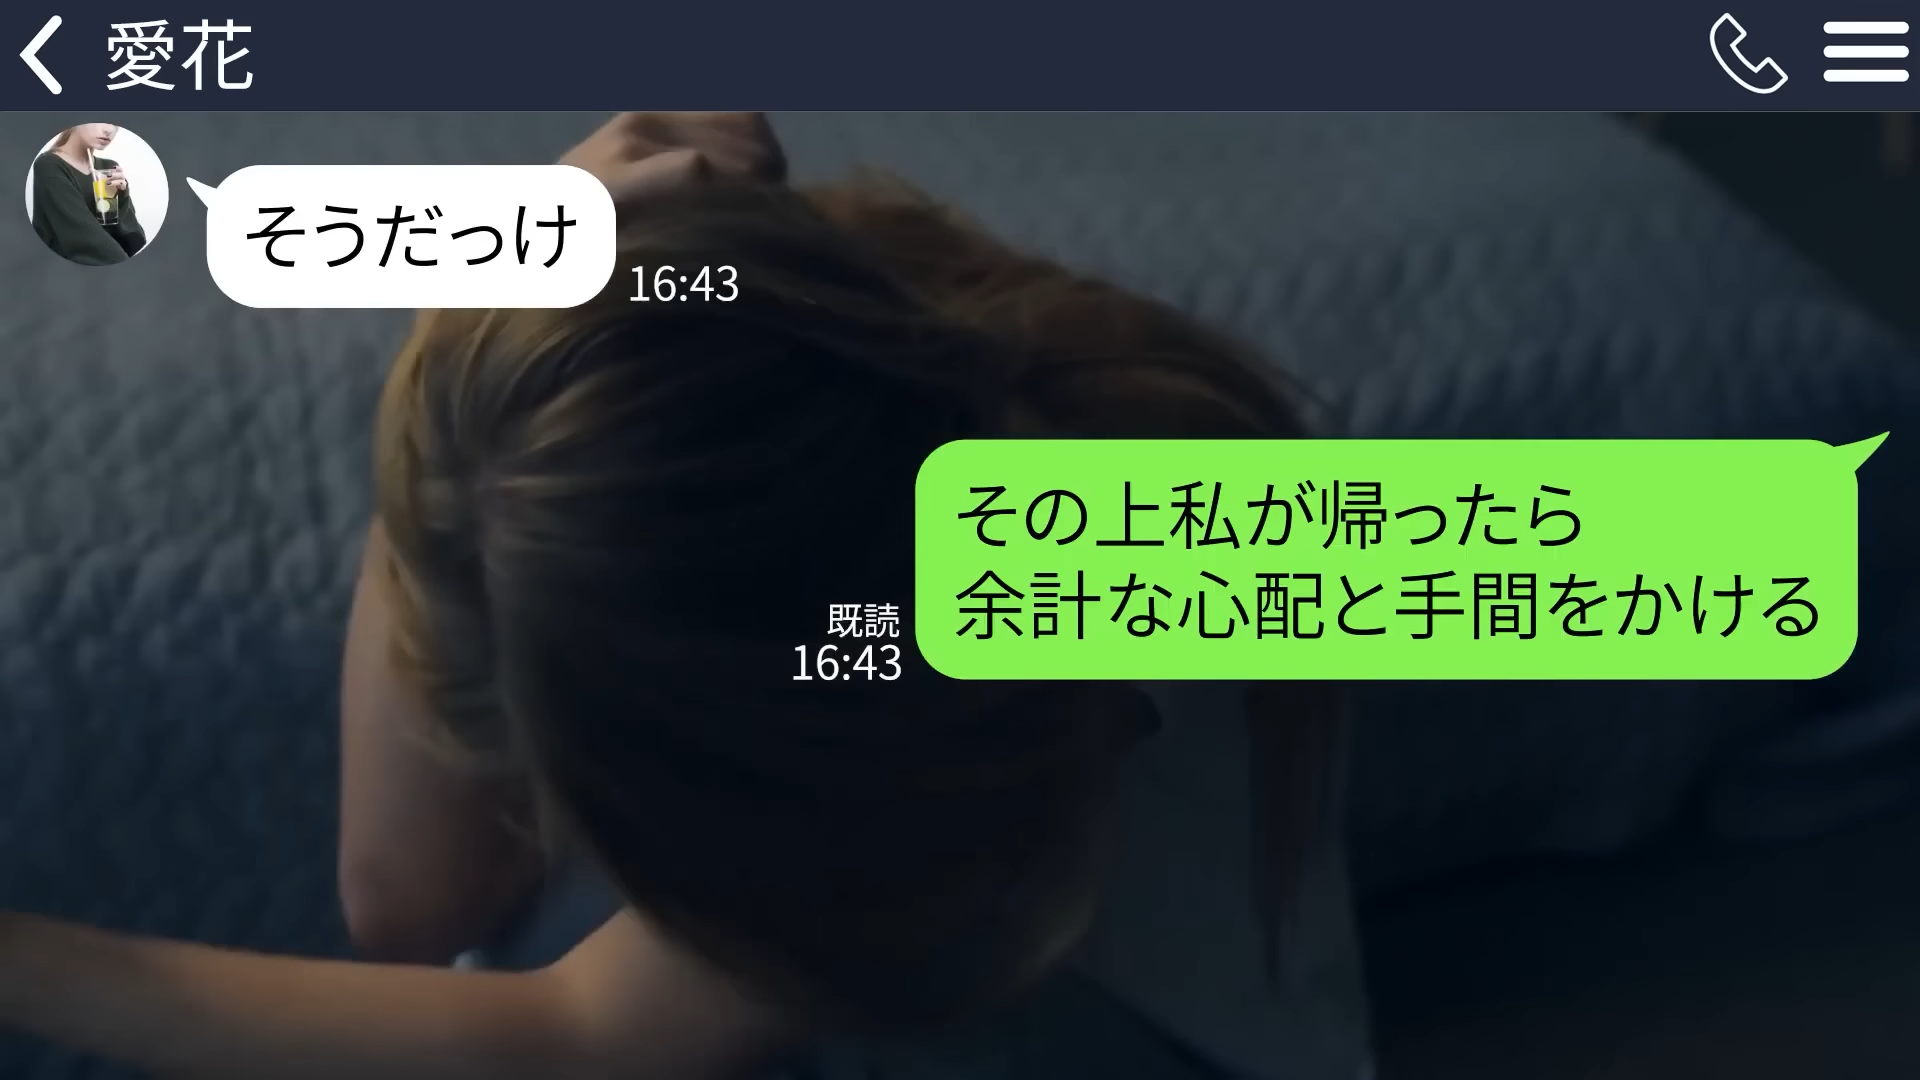 愛花
そうだっけ
16:43
その上私が帰ったら
余計な心配と手間をかける
既読
16:43